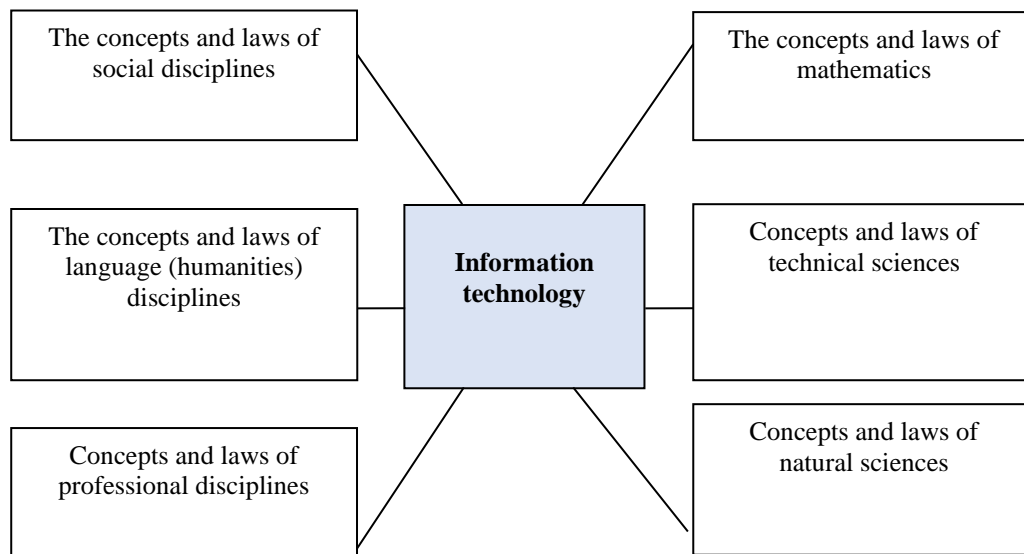 The concepts and laws of
social disciplines
The concepts and laws of
mathematics
The concepts and laws of
language (humanities)
disciplines
Information
technology
Concepts and laws of
technical sciences
Concepts and laws of
professional disciplines
Concepts and laws of
natural sciences